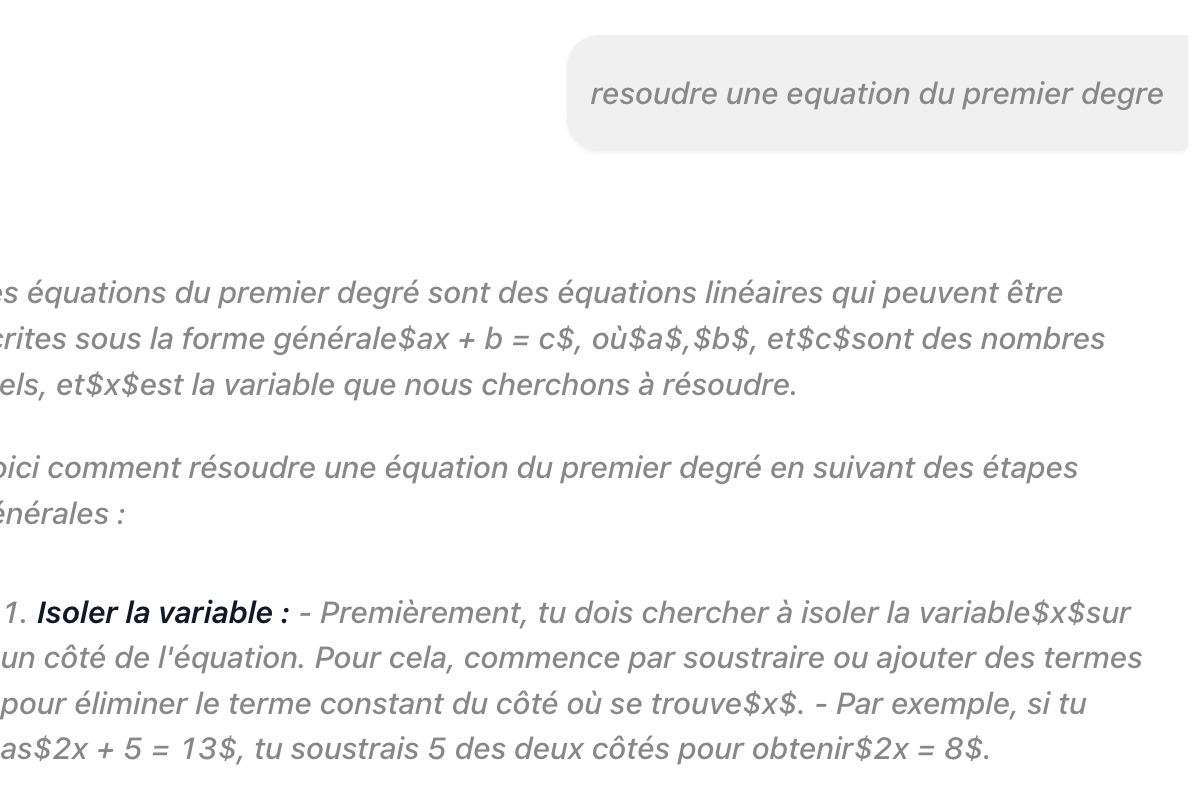 resoudre une equation du premier degre
es équations du premier degré sont des équations linéaires qui peuvent être
crites sous la forme générale$ax + b = c$, où$a$,$b$, et$c$sont des nombres
els, et$x$est la variable que nous cherchons à résoudre.
oici comment résoudre une équation du premier degré en suivant des étapes
énérales :
1. Isoler la variable : - Premièrement, tu dois chercher à isoler la variable$x$sur
un côté de l'équation. Pour cela, commence par soustraire ou ajouter des termes
pour éliminer le terme constant du côté où se trouve$x$. - Par exemple, si tu
as$2x + 5 = 13$, tu soustrais 5 des deux côtés pour obtenir$2x = 8$.